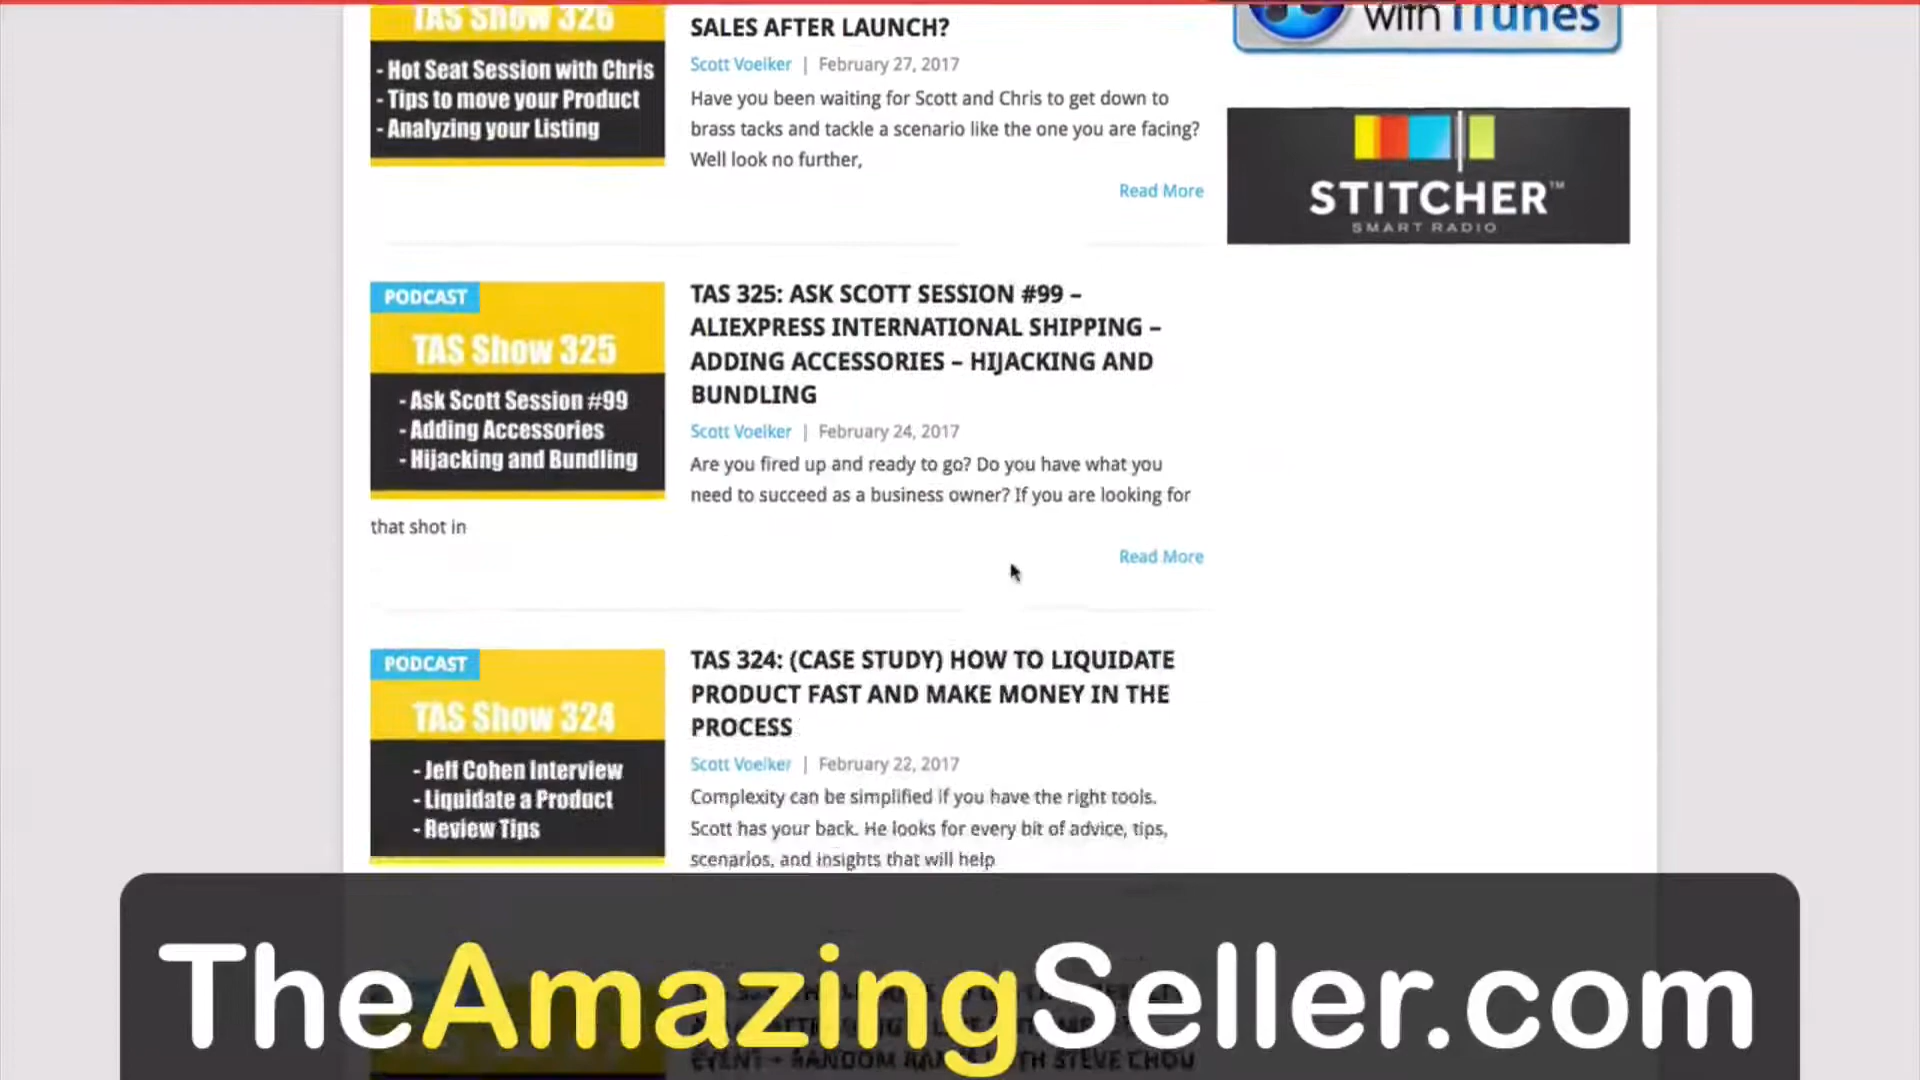 TAS Show 326
- Hot Seat Session with Chris
- Tips to move your Product
- Analyzing your Listing
SALES AFTER LAUNCH?
Scott Voelker | February 27, 2017
Have you been waiting for Scott and Chris to get down to
brass tacks and tackle a scenario like the one you are facing?
Well look no further,
Read More
with iTunes
STITCHER™
SMART RADIO
PODCAST
TAS Show 325
- Ask Scott Session #99
- Adding Accessories
- Hijacking and Bundling
TAS 325: ASK SCOTT SESSION #99 –
ALIEXPRESS INTERNATIONAL SHIPPING –
ADDING ACCESSORIES – HIJACKING AND
BUNDLING
Scott Voelker | February 24, 2017
Are you fired up and ready to go? Do you have what you
need to succeed as a business owner? If you are looking for
that shot in
Read More
PODCAST
TAS Show 324
- Jeff Cohen Interview
- Liquidate a Product
- Review Tips
TAS 324: (CASE STUDY) HOW TO LIQUIDATE
PRODUCT FAST AND MAKE MONEY IN THE
PROCESS
Scott Voelker | February 22, 2017
Complexity can be simplified if you have the right tools.
Scott has your back. He looks for every bit of advice, tips,
scenarios, and insights that will help
TheAmazingSeller.com
EVENT + RANDOM WITH STEVE CHOU